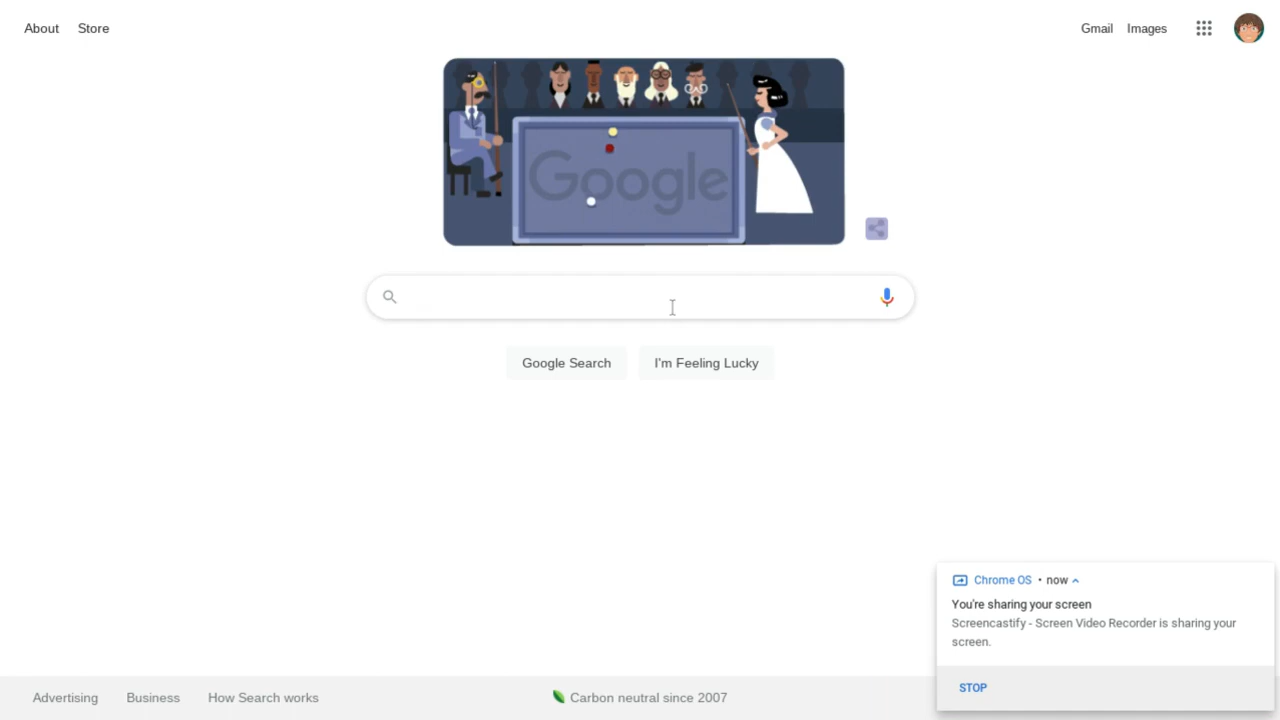 About Store
Gmail Images
Google
Google Search I'm Feeling Lucky
Chrome OS • now
You're sharing your screen
Screencastify - Screen Video Recorder is sharing your
screen.
STOP
Advertising Business How Search works Carbon neutral since 2007